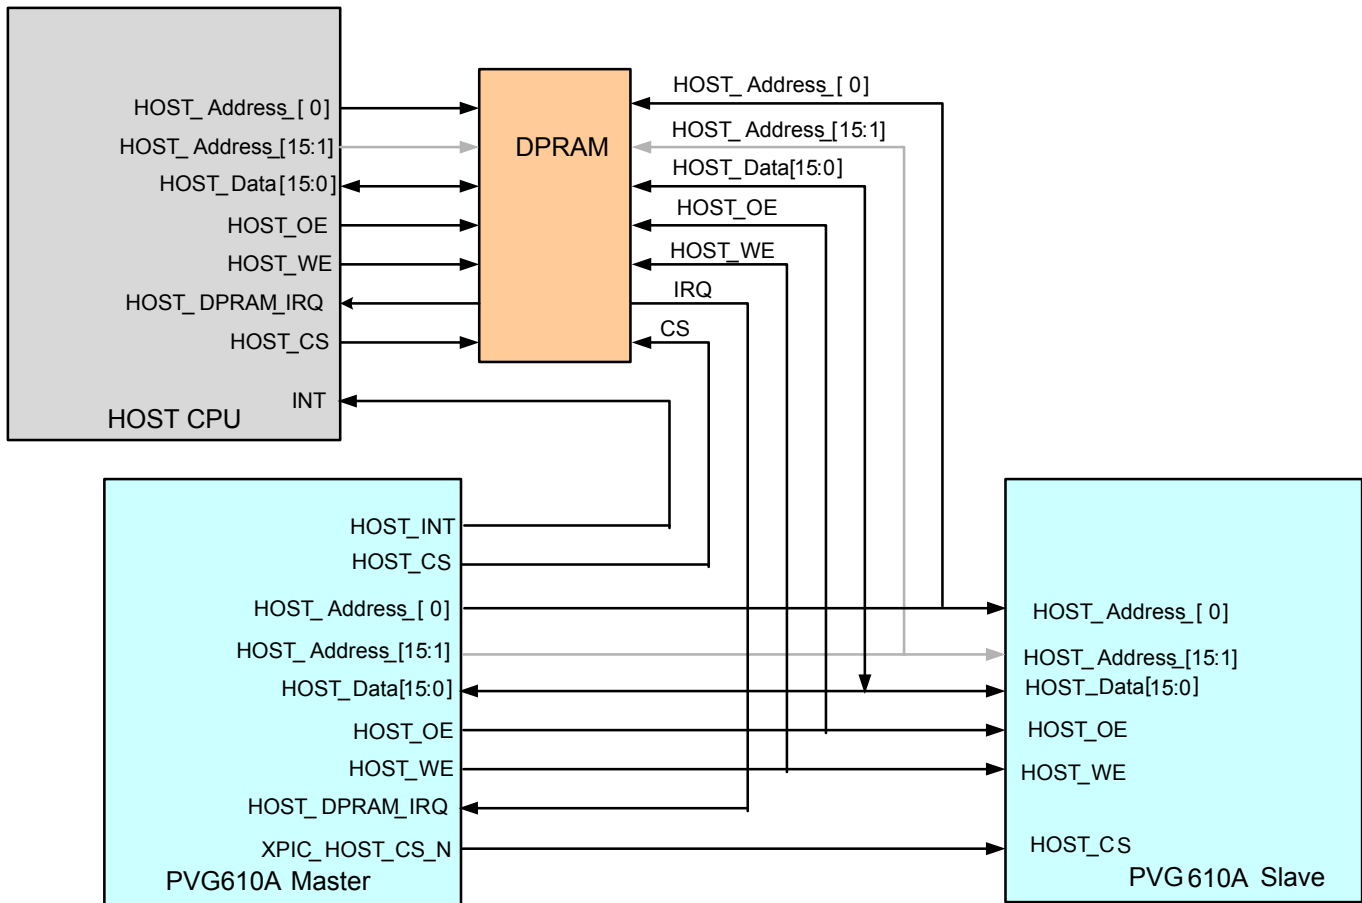 HOST_ Address_[ 0]
HOST_ Address_[15:1]
HOST_Data[15:0]
HOST_OE
HOST_WE
HOST_ DPRAM_IRQ
HOST_CS
INT
HOST CPU
DPRAM
HOST_ Address_[ 0]
HOST_ Address_[15:1]
HOST_Data[15:0]
HOST_OE
HOST_WE
IRQ
CS
HOST_INT
HOST_CS
HOST_ Address_[ 0]
HOST_ Address_[15:1]
HOST_Data[15:0]
HOST_OE
HOST_WE
HOST_ DPRAM_IRQ
XPIC_HOST_CS_N
PVG610A Master
HOST_ Address_[ 0]
HOST_ Address_[15:1]
HOST_Data[15:0]
HOST_OE
HOST_WE
HOST_CS
PVG610A Slave